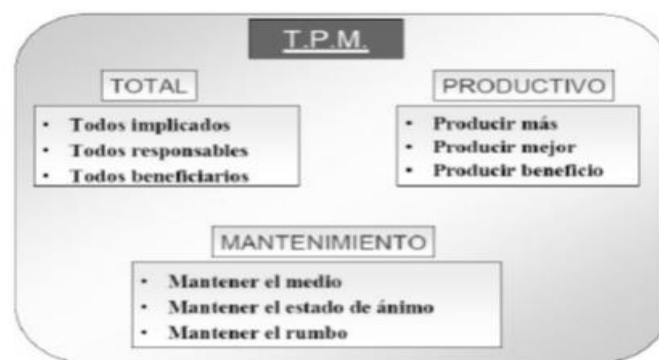 T.P.M.
TOTAL
• Todos implicados
• Todos responsables
• Todos beneficiarios
PRODUCTIVO
• Producir más
• Producir mejor
• Producir beneficio
MANTENIMIENTO
• Mantener el medio
• Mantener el estado de ánimo
• Mantener el rumbo